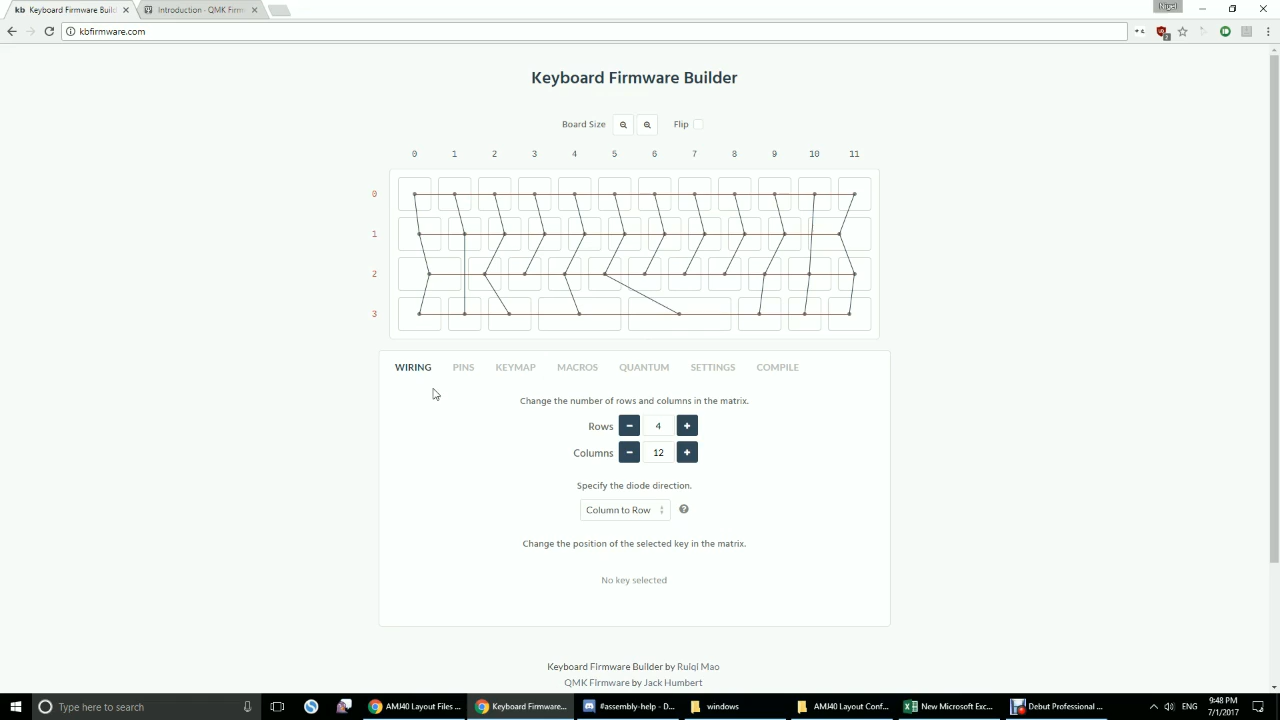 Nigel
kb Keyboard Firmware Build
Introduction - QMK Firm
kbfirmware.com
2
Keyboard Firmware Builder
Board Size
Flip
0 1 2 3 4 5 6 7 8 9 10 11
0
1
2
3
WIRING PINS KEYMAP MACROS QUANTUM SETTINGS COMPILE
Change the number of rows and columns in the matrix.
Rows − 4 +
Columns − 12 +
Specify the diode direction.
Column to Row ?
Change the position of the selected key in the matrix.
No key selected
Keyboard Firmware Builder by Ruiqi Mao
QMK Firmware by Jack Humbert
Type here to search
AMJ40 Layout Files ...
Keyboard Firmware...
#assembly-help - D...
windows
AMJ40 Layout Conf...
New Microsoft Exc...
Debut Professional ...
ENG
9:48 PM
7/1/2017